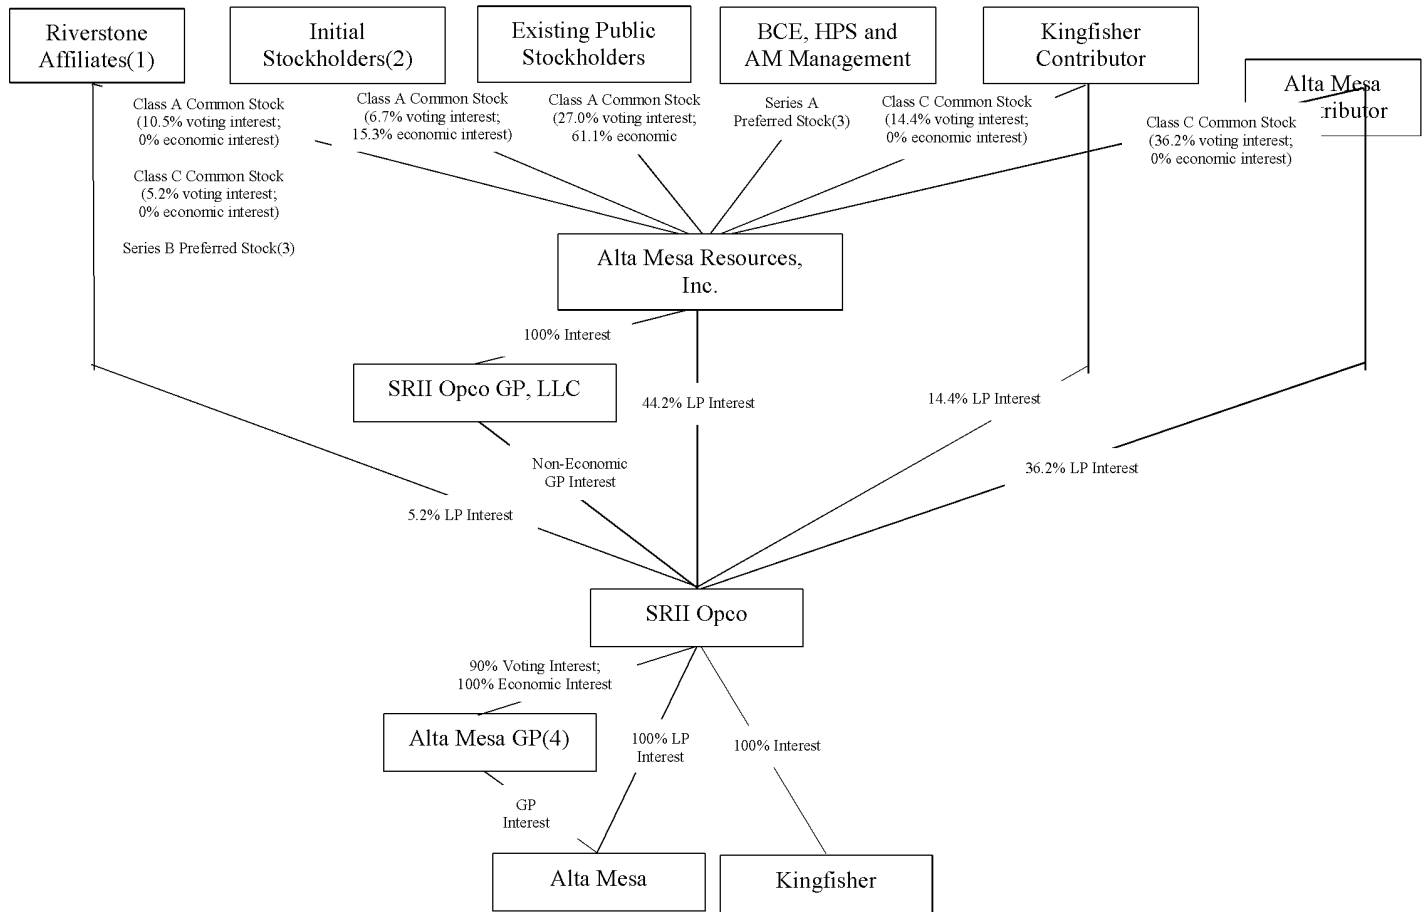 Riverstone
Affiliates(1)
Initial
Stockholders(2)
Existing Public
Stockholders
BCE, HPS and
AM Management
Kingfisher
Contributor
Alta Mesa
Class A Common Stock
(10.5% voting interest;
0% economic interest)
Class C Common Stock
(5.2% voting interest;
0% economic interest)
Series B Preferred Stock(3)
Class A Common Stock
(6.7% voting interest;
15.3% economic interest)
Class A Common Stock
(27.0% voting interest;
61.1% economic
Series A
Preferred Stock(3)
Class C Common Stock
(14.4% voting interest;
0% economic interest)
Class C Common Stock
(36.2% voting interest;
0% economic interest)
Alta Mesa Resources,
Inc.
100% Interest
SRII Opco GP, LLC
44.2% LP Interest
14.4% LP Interest
Non-Economic
GP Interest
36.2% LP Interest
5.2% LP Interest
SRII Opco
90% Voting Interest;
100% Economic Interest
Alta Mesa GP(4)
100% LP
Interest
100% Interest
GP
Interest
Alta Mesa
Kingfisher